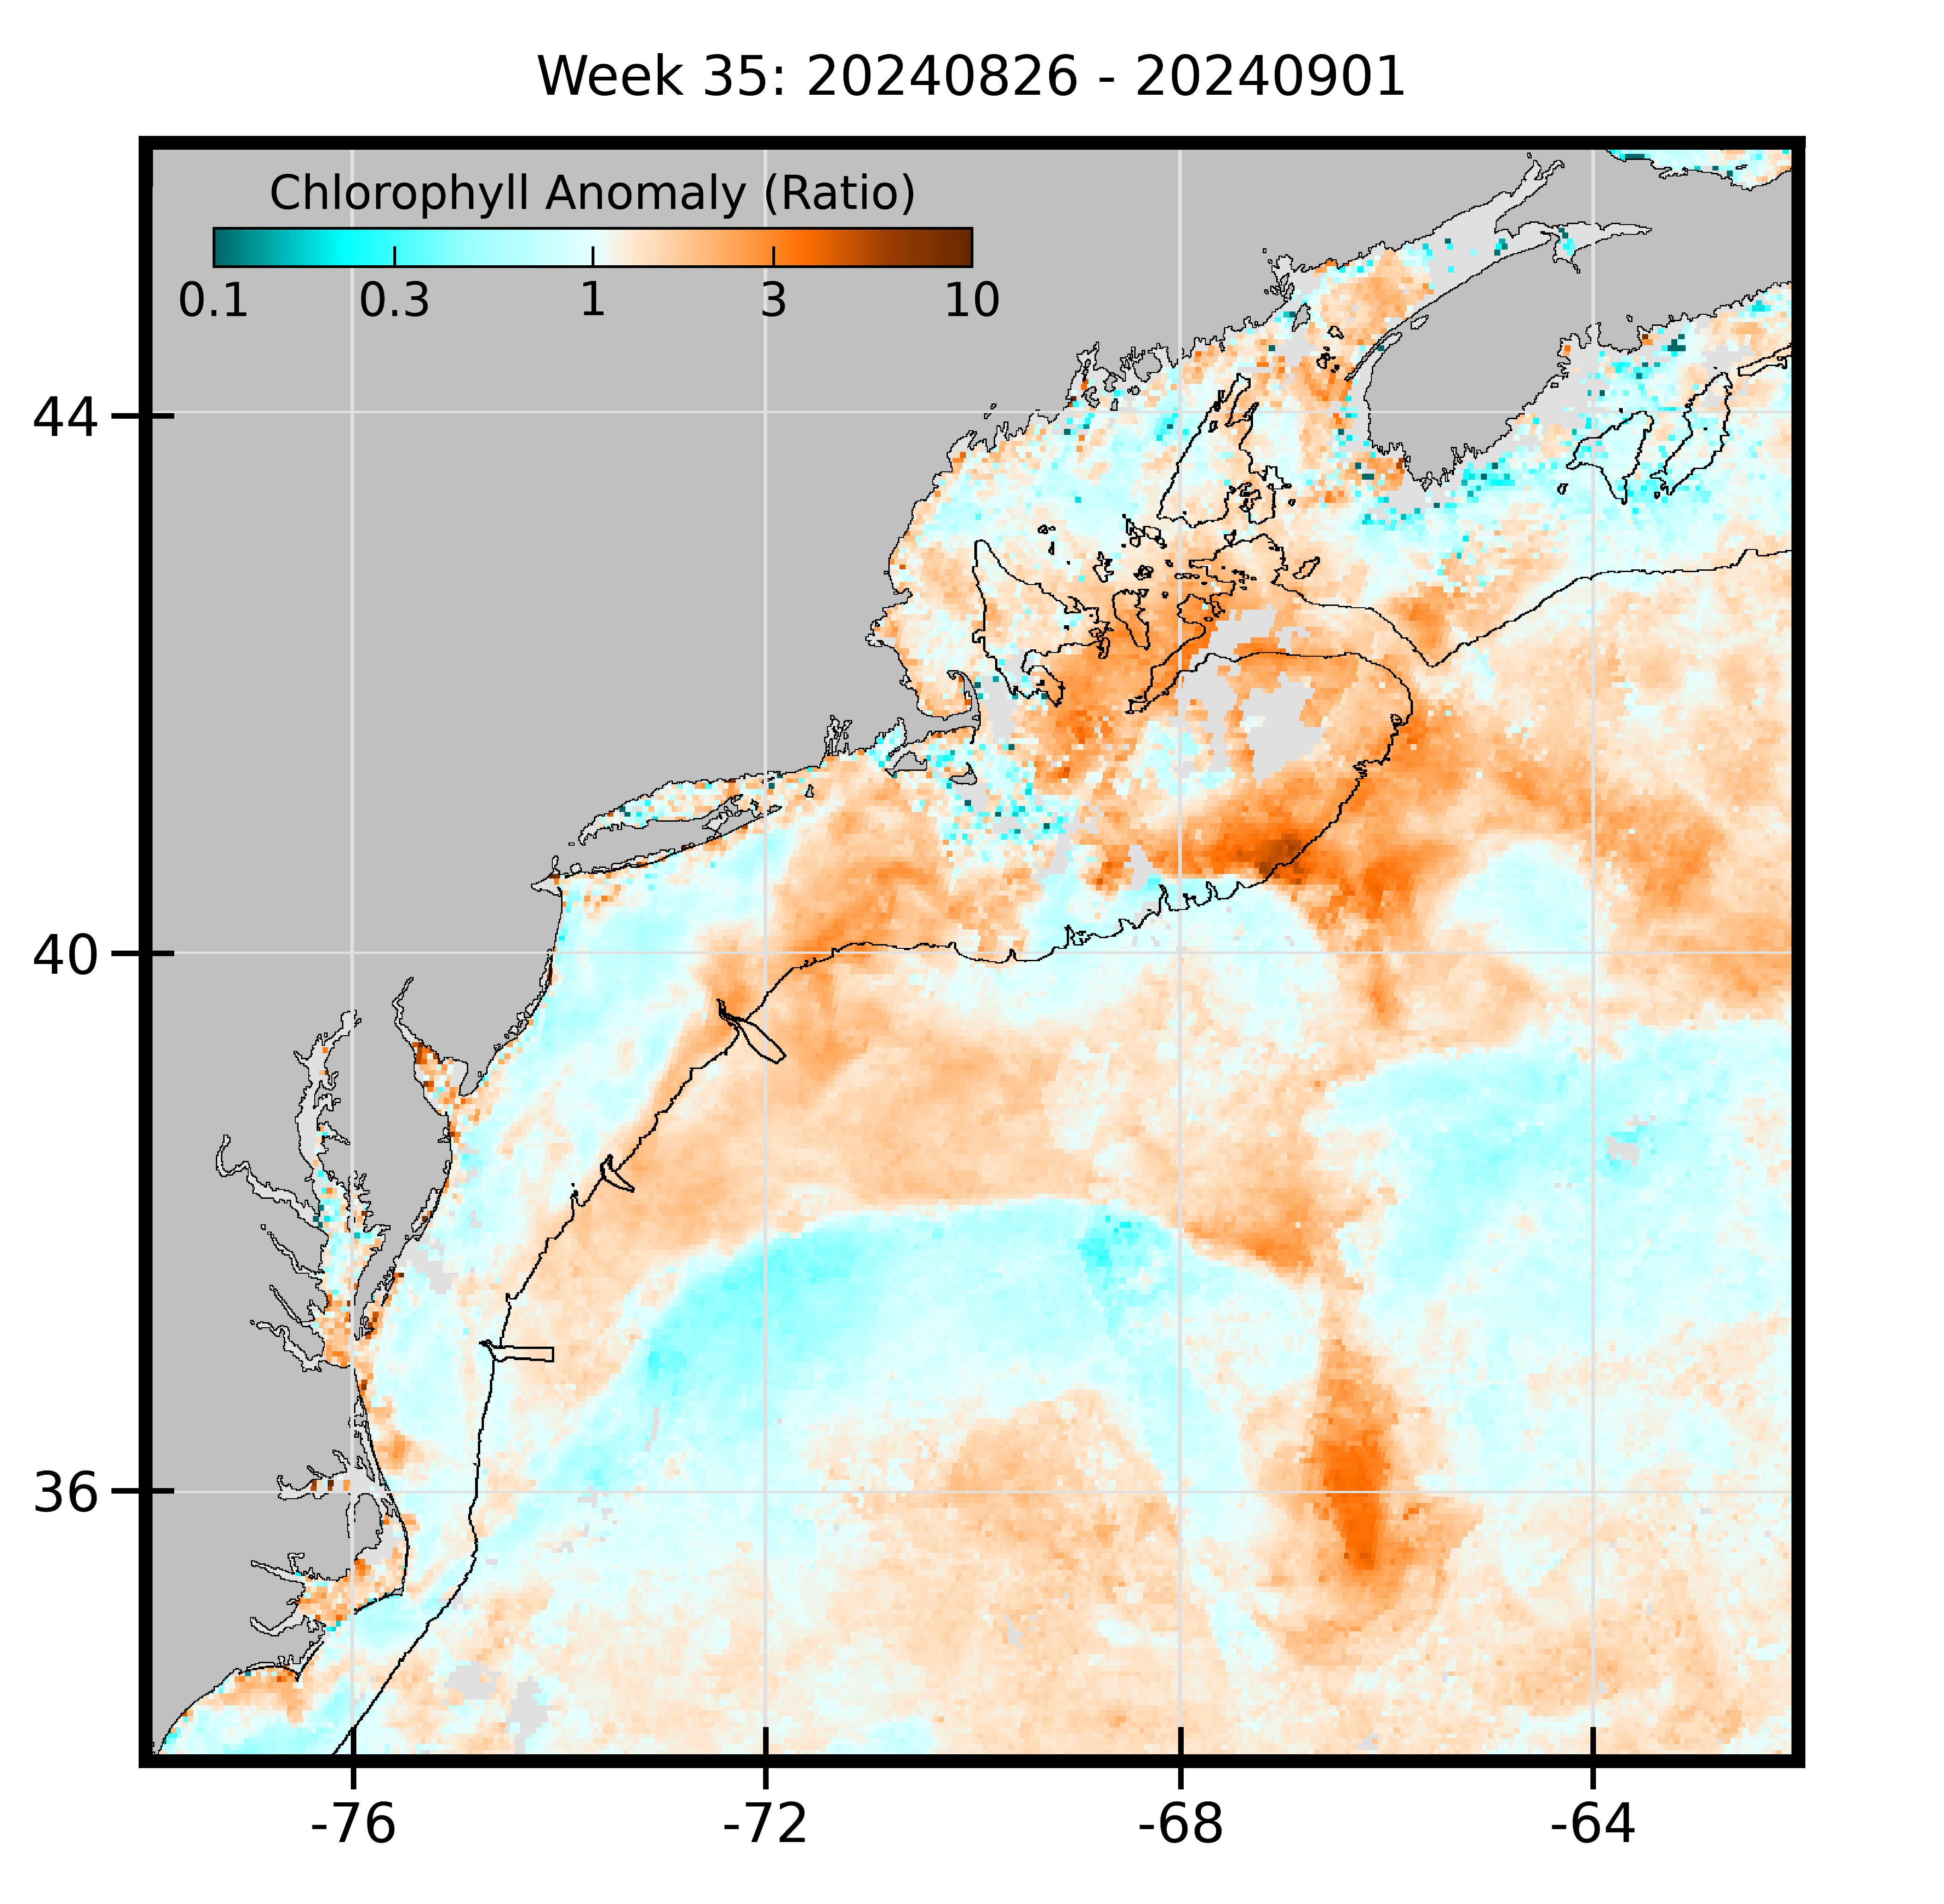 Week 35: 20240826 - 20240901
Chlorophyll Anomaly (Ratio)
0.1 0.3 1 3 10
44
40
36
-76 -72 -68 -64